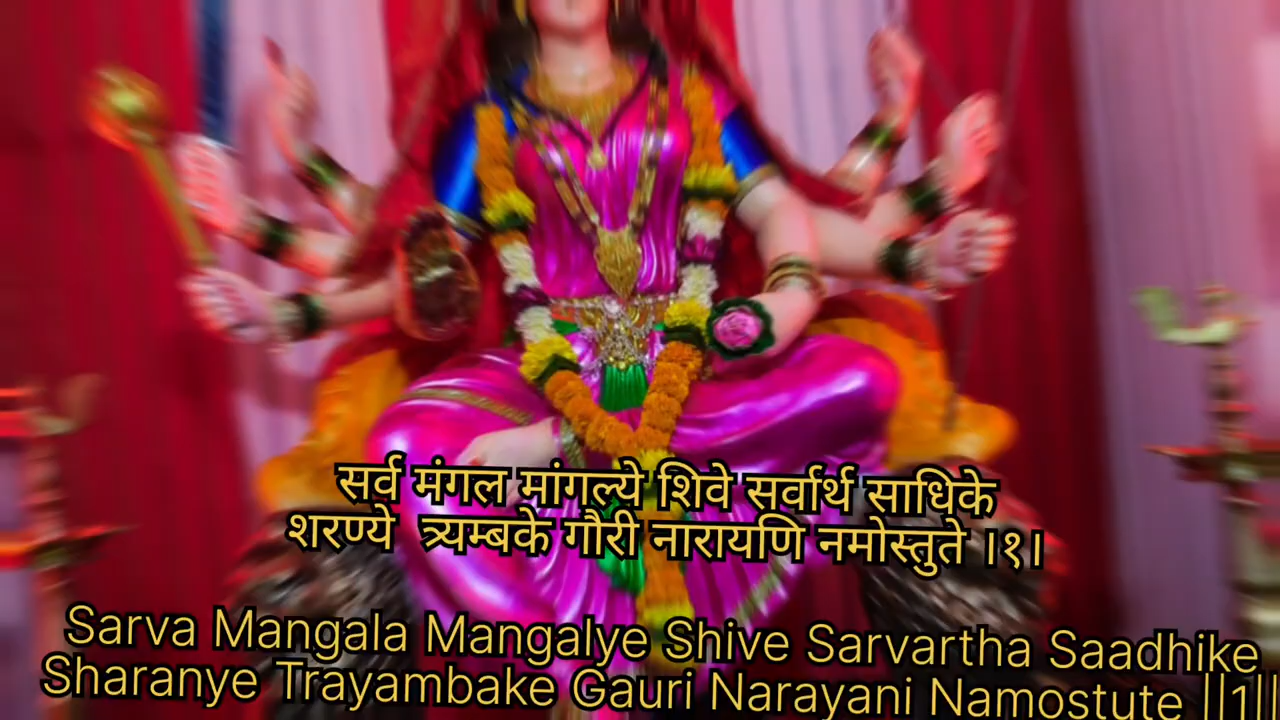 सर्व मंगल मांगल्ये शिवे सर्वार्थ साधिके
शरण्ये त्र्यम्बके गौरी नारायणि नमोस्तुते ।१।
Sarva Mangala Mangalye Shive Sarvartha Saadhike
Sharanye Trayambake Gauri Narayani Namostute ||1||